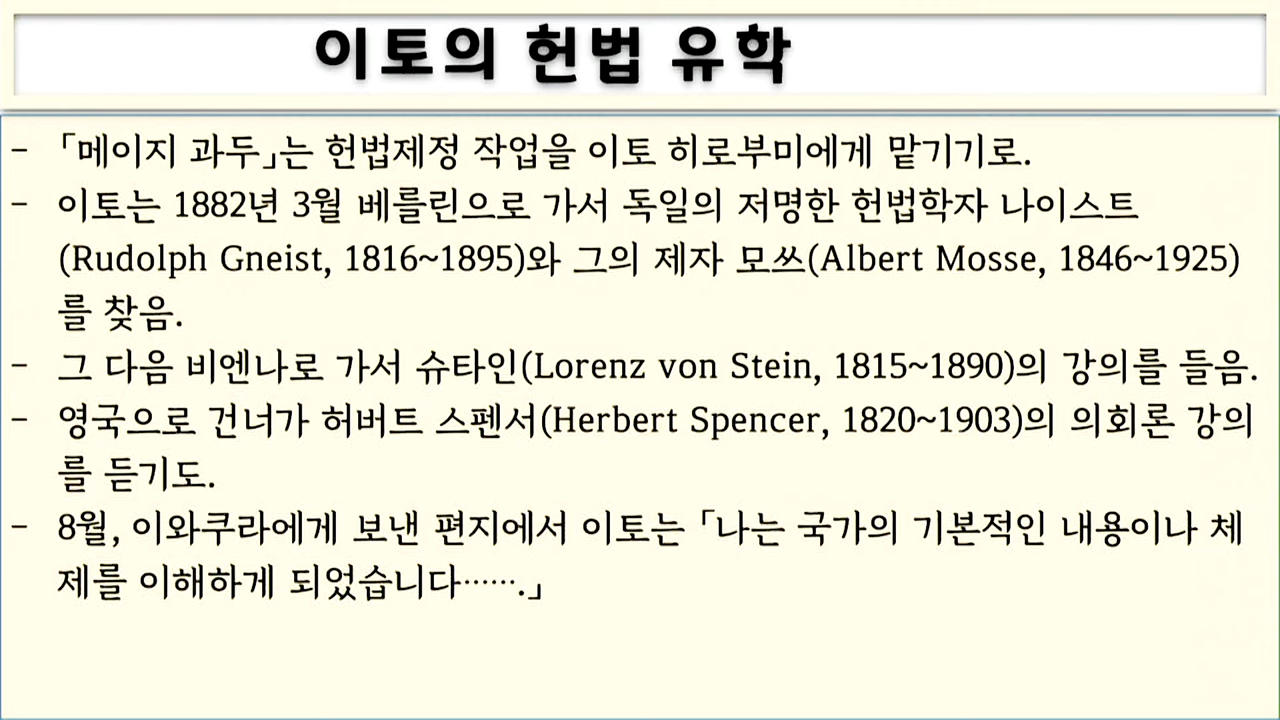 이토의 헌법 유학
- 「메이지 과두」는 헌법제정 작업을 이토 히로부미에게 맡기기로.
- 이토는 1882년 3월 베를린으로 가서 독일의 저명한 헌법학자 나이스트
(Rudolph Gneist, 1816~1895)와 그의 제자 모쓰(Albert Mosse, 1846~1925)
를 찾음.
- 그 다음 비엔나로 가서 슈타인(Lorenz von Stein, 1815~1890)의 강의를 들음.
- 영국으로 건너가 허버트 스펜서(Herbert Spencer, 1820~1903)의 의회론 강의
를 듣기도.
- 8월, 이와쿠라에게 보낸 편지에서 이토는 「나는 국가의 기본적인 내용이나 체
제를 이해하게 되었습니다…….」